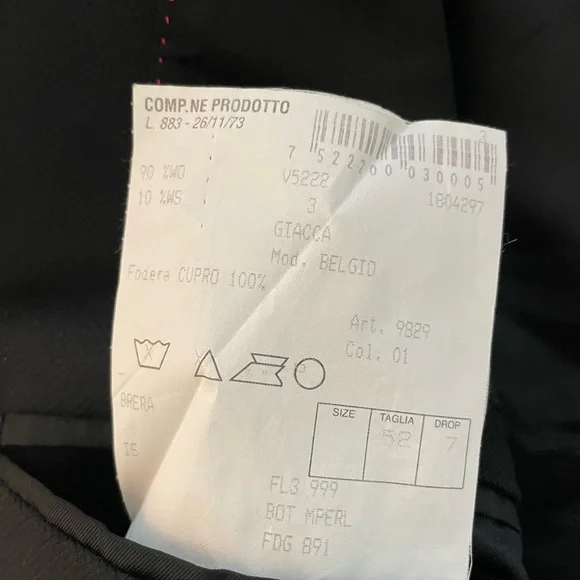 COMP.NE PRODOTTO
L. 883 - 26/11/73
3
7 522200 030005
90 %WO
V5222
10 %WS
3
1804297
GIACCA
Mod. BELGIO
Fodera CUPRO 100%
Art. 9829
Col. 01
BRERA
IS
SIZE TAGLIA DROP
52 7
FL3 999
BOT MPERL
FDG 891